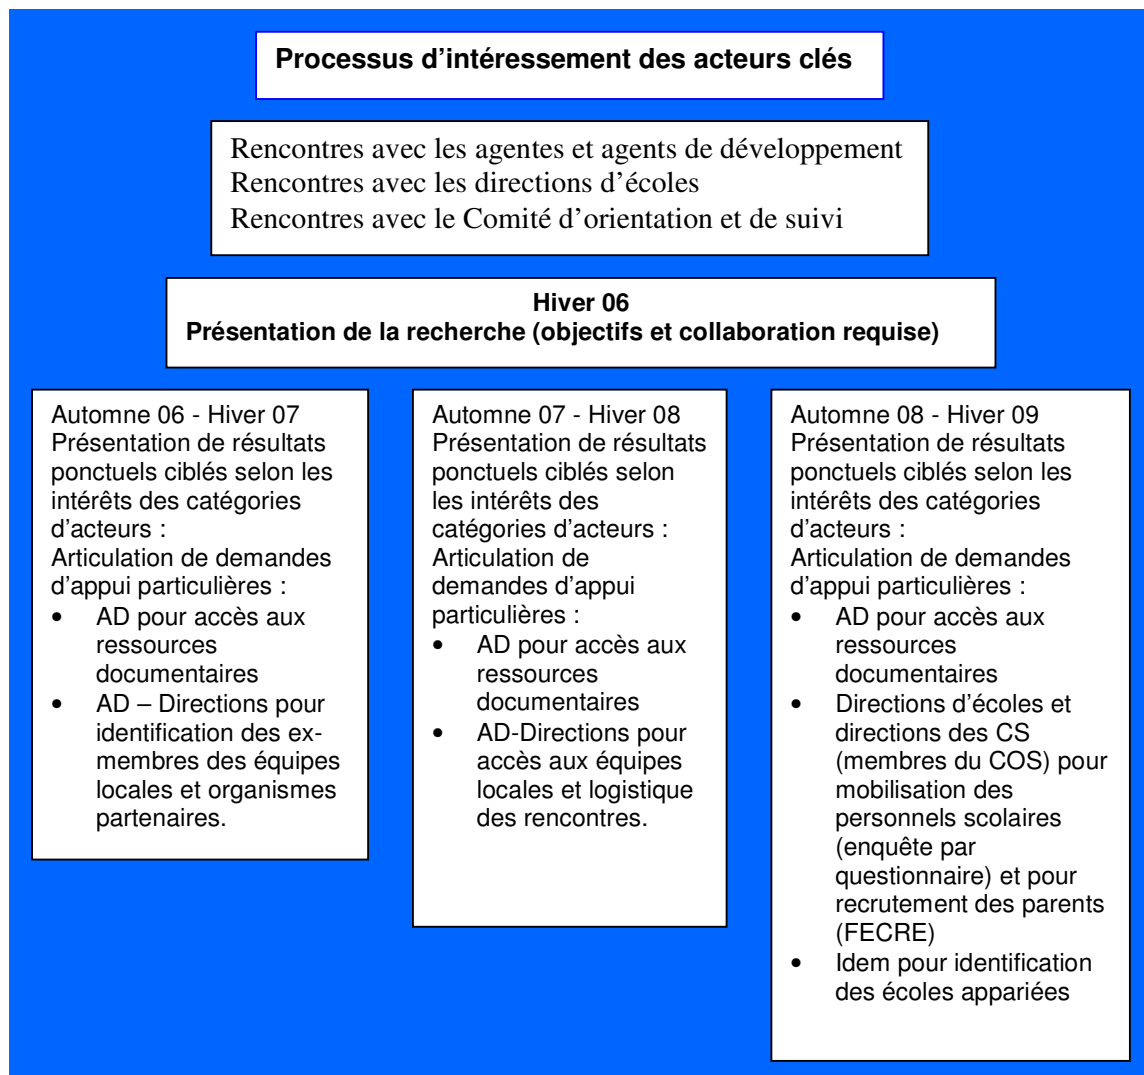 Processus d'intéressement des acteurs clés
Rencontres avec les agentes et agents de développement
Rencontres avec les directions d'écoles
Rencontres avec le Comité d'orientation et de suivi
Hiver 06
Présentation de la recherche (objectifs et collaboration requise)
Automne 06 - Hiver 07
Présentation de résultats
ponctuels ciblés selon les
intérêts des catégories
d'acteurs :
Articulation de demandes
d'appui particulières :
• AD pour accès aux
ressources
documentaires
• AD – Directions pour
identification des ex-
membres des équipes
locales et organismes
partenaires.
Automne 07 - Hiver 08
Présentation de résultats
ponctuels ciblés selon
les intérêts des
catégories d'acteurs :
Articulation de
demandes d'appui
particulières :
• AD pour accès aux
ressources
documentaires
• AD-Directions pour
accès aux équipes
locales et logistique
des rencontres.
Automne 08 - Hiver 09
Présentation de résultats
ponctuels ciblés selon les
intérêts des catégories
d'acteurs :
Articulation de demandes
d'appui particulières :
• AD pour accès aux
ressources
documentaires
• Directions d'écoles et
directions des CS
(membres du COS) pour
mobilisation des
personnels scolaires
(enquête par
questionnaire) et pour
recrutement des parents
(FECRE)
• Idem pour identification
des écoles appariées